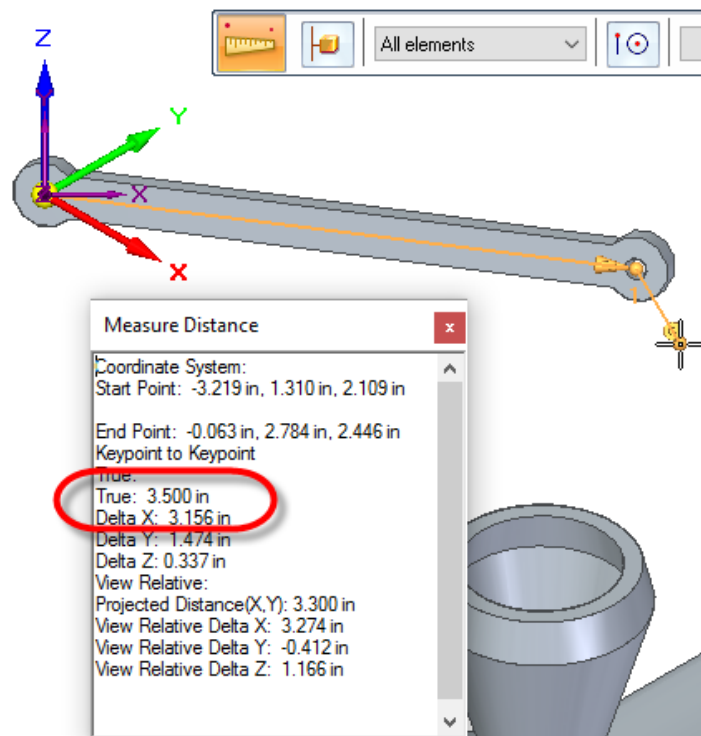 Z
All elements
Y
X
X
Measure Distance
x
Coordinate System:
Start Point: -3.219 in, 1.310 in, 2.109 in
End Point: -0.063 in, 2.784 in, 2.446 in
Keypoint to Keypoint
True:
True: 3.500 in
Delta X: 3.156 in
Delta Y: 1.474 in
Delta Z: 0.337 in
View Relative:
Projected Distance(X,Y): 3.300 in
View Relative Delta X: 3.274 in
View Relative Delta Y: -0.412 in
View Relative Delta Z: 1.166 in